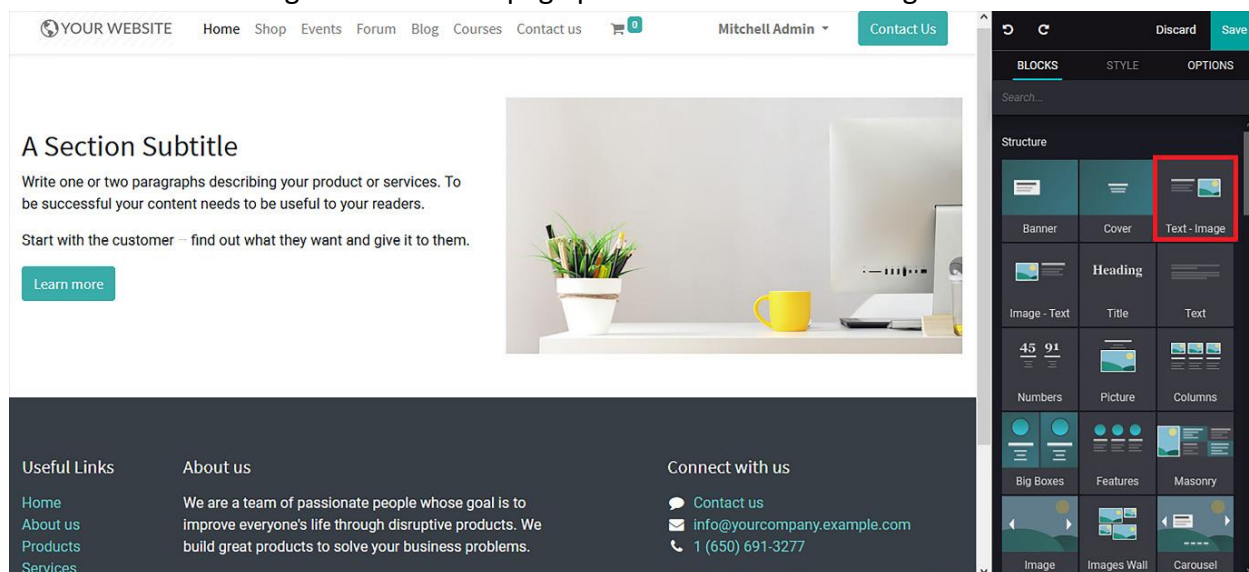 YOUR WEBSITE Home Shop Events Forum Blog Courses Contact us 0 Mitchell Admin Contact Us
Discard Save
BLOCKS STYLE OPTIONS
Search...
A Section Subtitle
Write one or two paragraphs describing your product or services. To
be successful your content needs to be useful to your readers.
Start with the customer – find out what they want and give it to them.
Learn more
Structure
Banner Cover Text - Image
Heading
Image - Text Title Text
45 91
Numbers Picture Columns
Big Boxes Features Masonry
Image Images Wall Carousel
Useful Links
Home
About us
Products
Services
About us
We are a team of passionate people whose goal is to
improve everyone's life through disruptive products. We
build great products to solve your business problems.
Connect with us
Contact us
info@yourcompany.example.com
1 (650) 691-3277